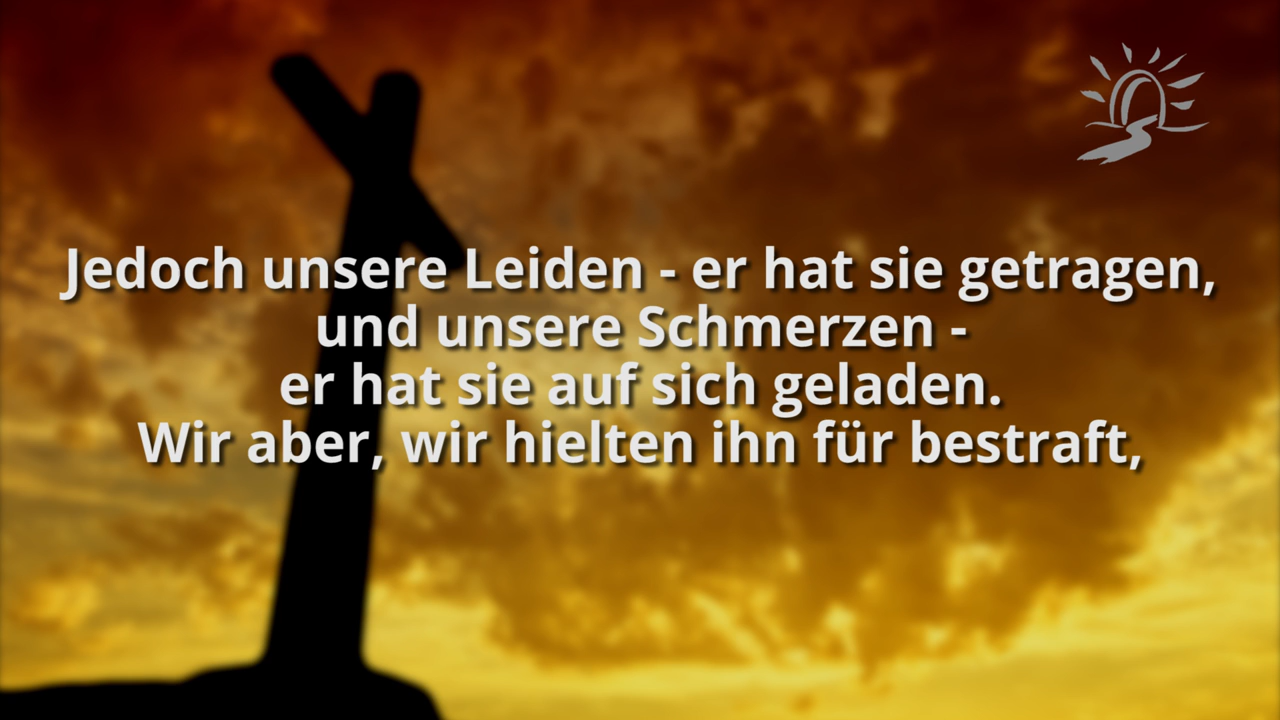 Jedoch unsere Leiden - er hat sie getragen,
und unsere Schmerzen -
er hat sie auf sich geladen.
Wir aber, wir hielten ihn für bestraft,